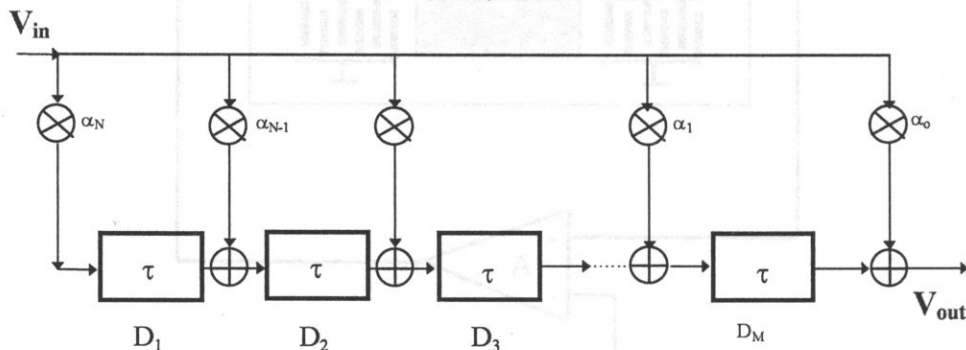 V_in
α_N
α_N-1
α_1
α_o
τ
τ
τ
τ
V_out
D_1
D_2
D_3
D_M